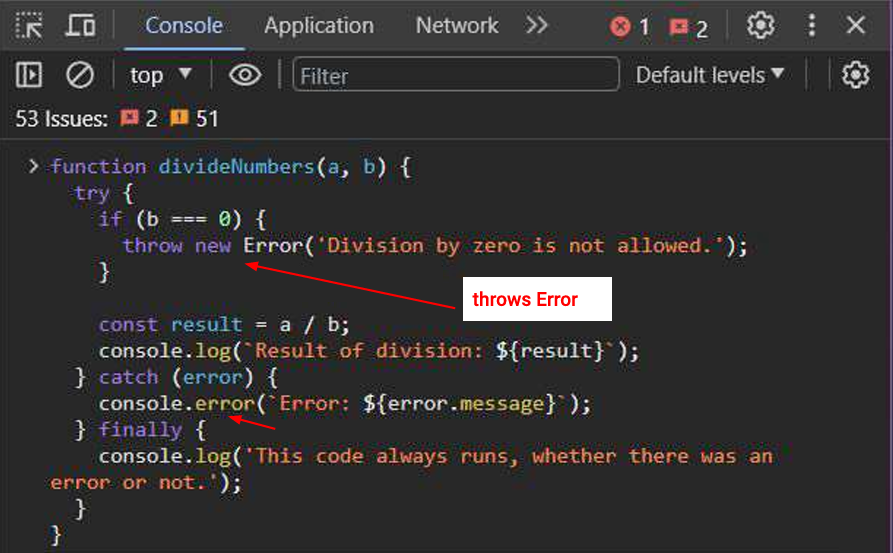 Console Application Network 1 2
top Filter Default levels
53 Issues: 2 51
> function divideNumbers(a, b) {
try {
if (b === 0) {
throw new Error('Division by zero is not allowed.');
}
throws Error
const result = a / b;
console.log(`Result of division: ${result}`);
} catch (error) {
console.error(`Error: ${error.message}`);
} finally {
console.log('This code always runs, whether there was an
error or not.');
}
}